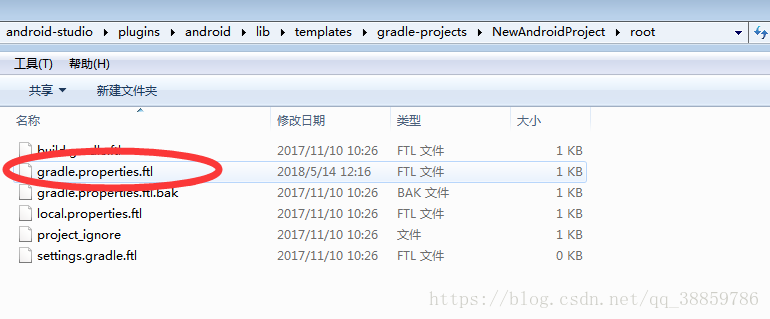 android-studio ▸ plugins ▸ android ▸ lib ▸ templates ▸ gradle-projects ▸ NewAndroidProject ▸ root
工具(T) 帮助(H)
共享 新建文件夹
名称 修改日期 类型 大小
build.gradle.ftl 2017/11/10 10:26 FTL 文件 1 KB
gradle.properties.ftl 2018/5/14 12:16 FTL 文件 1 KB
gradle.properties.ftl.bak 2017/11/10 10:26 BAK 文件 1 KB
local.properties.ftl 2017/11/10 10:26 FTL 文件 1 KB
project_ignore 2017/11/10 10:26 文件 1 KB
settings.gradle.ftl 2017/11/10 10:26 FTL 文件 0 KB
https://blog.csdn.net/qq_38859786